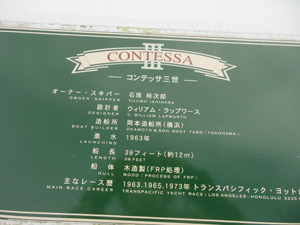 III
CONTESSA
コンテッサ三世
オーナー・スキパー 石原 裕次郎
OWNER・SKIPPER YUJIRO ISHIHARA
設計者 ウィリアム・ラップワース
DESIGNER C. WILLIAM LAPWORTH
造船所 岡本造船所(横浜)
BOAT BUILDER OKAMOTO & SON BOAT YARD (YOKOHAMA)
進水 1963年
LAUNCHING
船長 39フィート(約12m)
LENGTH 39 FEET
船体 木造製(FRP処理)
HULL WOOD (PROCESS OF FRP)
主なレース歴 1963.1965.1973年 トランスパシフィック・ヨット
MAIN RACE CAREER TRANSPACIFIC YACHT RACE: LOS ANGELES-HONOLULU 2225